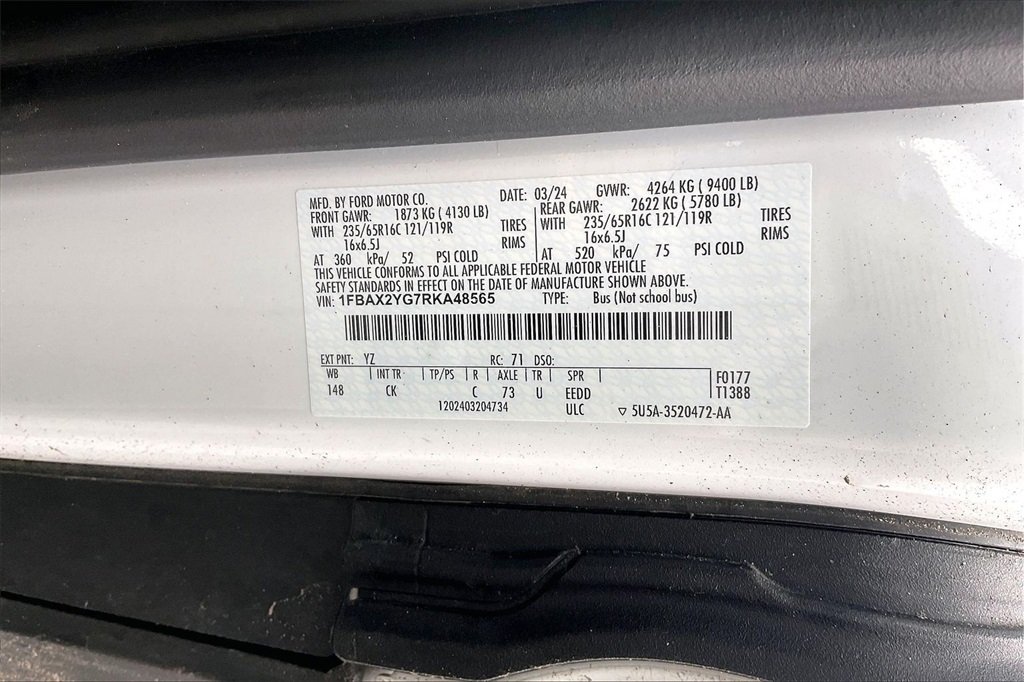 MFD. BY FORD MOTOR CO. DATE: 03/24 GVWR: 4264 KG ( 9400 LB)
FRONT GAWR: 1873 KG ( 4130 LB) REAR GAWR: 2622 KG ( 5780 LB)
WITH 235/65R16C 121/119R TIRES WITH 235/65R16C 121/119R TIRES
16x6.5J RIMS 16x6.5J RIMS
AT 360 kPa/ 52 PSI COLD AT 520 kPa/ 75 PSI COLD
THIS VEHICLE CONFORMS TO ALL APPLICABLE FEDERAL MOTOR VEHICLE
SAFETY STANDARDS IN EFFECT ON THE DATE OF MANUFACTURE SHOWN ABOVE.
VIN: 1FBAX2YG7RKA48565 TYPE: Bus (Not school bus)
EXT PNT: YZ RC: 71 DSO:
WB INT TR TP/PS R AXLE TR SPR F0177
148 CK C 73 U EEDD T1388
1202403204734 ULC ▽ 5U5A-3520472-AA